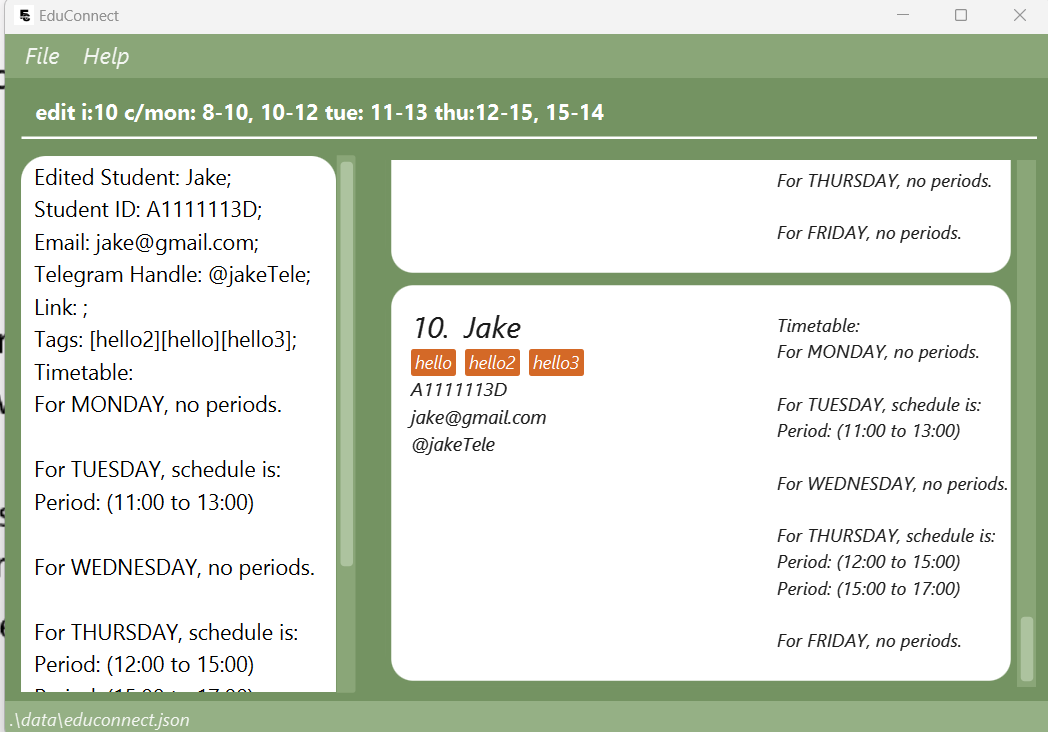 EduConnect
File Help
edit i:10 c/mon: 8-10, 10-12 tue: 11-13 thu:12-15, 15-14
Edited Student: Jake;
Student ID: A1111113D;
Email: jake@gmail.com;
Telegram Handle: @jakeTele;
Link: ;
Tags: [hello2][hello][hello3];
Timetable:
For MONDAY, no periods.
For TUESDAY, schedule is:
Period: (11:00 to 13:00)
For WEDNESDAY, no periods.
For THURSDAY, schedule is:
Period: (12:00 to 15:00)
Period: (15:00 to 17:00)
For THURSDAY, no periods.
For FRIDAY, no periods.
10. Jake
hello hello2 hello3
A1111113D
jake@gmail.com
@jakeTele
Timetable:
For MONDAY, no periods.
For TUESDAY, schedule is:
Period: (11:00 to 13:00)
For WEDNESDAY, no periods.
For THURSDAY, schedule is:
Period: (12:00 to 15:00)
Period: (15:00 to 17:00)
For FRIDAY, no periods.
.\data\educonnect.json